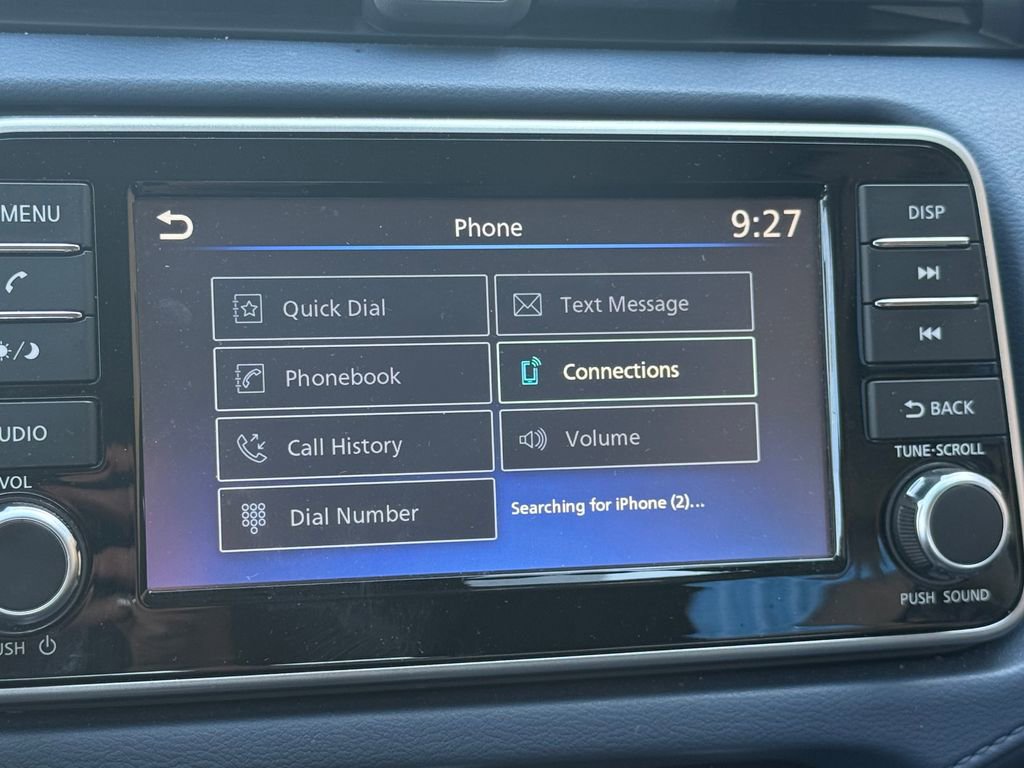 MENU
Phone
9:27
DISP
Quick Dial
Text Message
Phonebook
Connections
Call History
Volume
BACK
UDIO
Dial Number
Searching for iPhone (2)...
TUNE·SCROLL
VOL
PUSH SOUND
USH